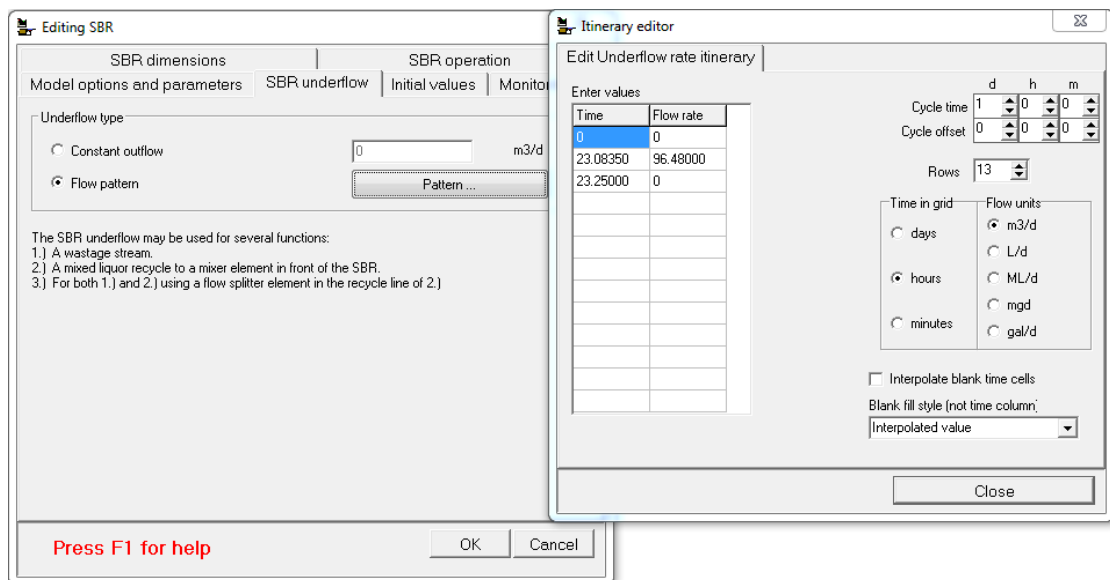 Editing SBR
SBR dimensions
SBR operation
Model options and parameters
SBR underflow
Initial values
Monitor
Underflow type
Constant outflow
0
m3/d
Flow pattern
Pattern ...
The SBR underflow may be used for several functions:
1.) A wastage stream.
2.) A mixed liquor recycle to a mixer element in front of the SBR.
3.) For both 1.) and 2.) using a flow splitter element in the recycle line of 2.)
Press F1 for help
OK
Cancel
Itinerary editor
Edit Underflow rate itinerary
Enter values
Time Flow rate
0 0
23.08350 96.48000
23.25000 0
d h m
Cycle time 1 0 0
Cycle offset 0 0 0
Rows 13
Time in grid
days
hours
minutes
Flow units
m3/d
L/d
ML/d
mgd
gal/d
Interpolate blank time cells
Blank fill style (not time column)
Interpolated value
Close